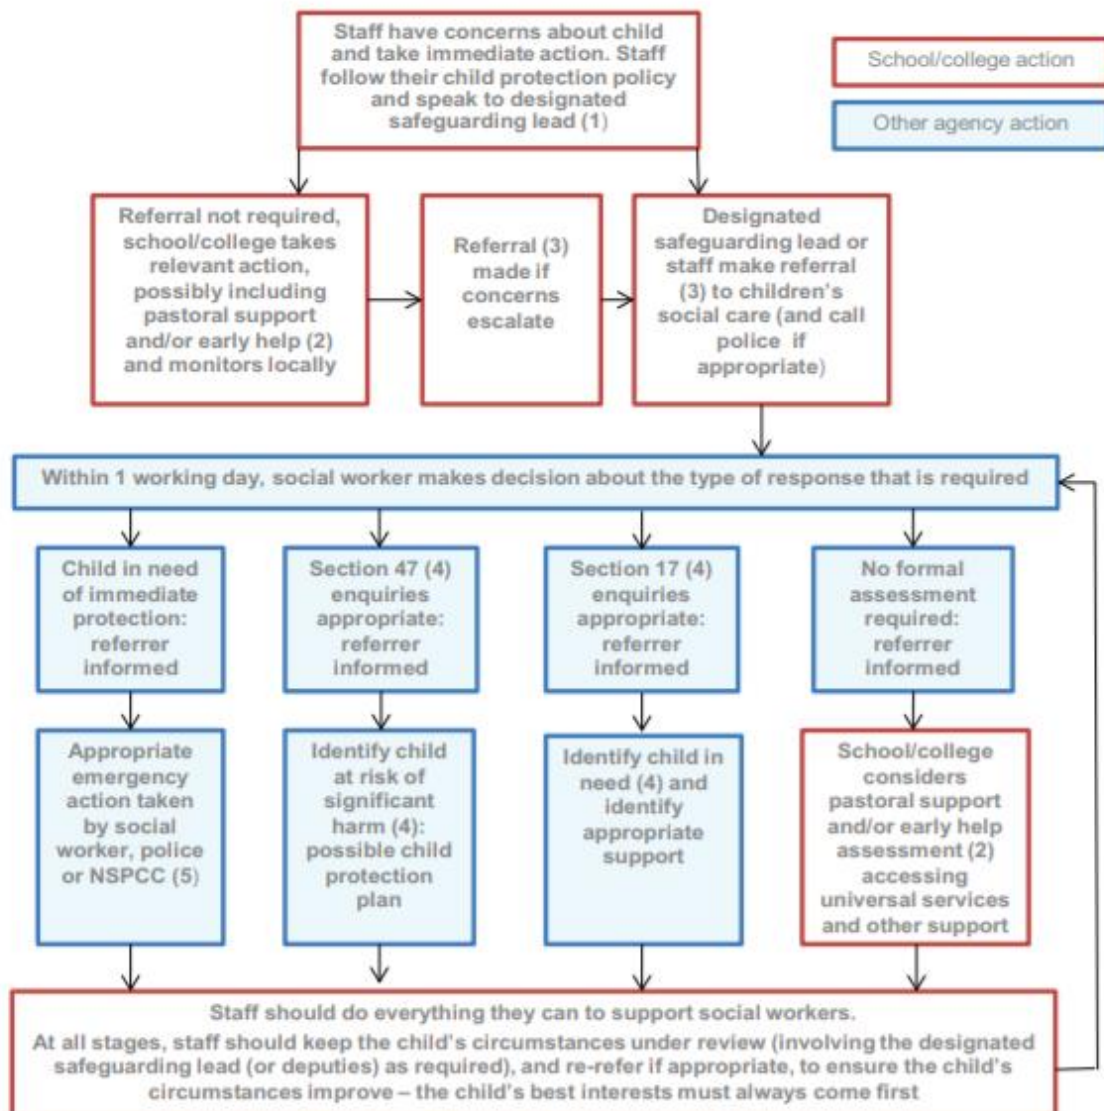 Staff have concerns about child
and take immediate action. Staff
follow their child protection policy
and speak to designated
safeguarding lead (1)
School/college action
Other agency action
Referral not required,
school/college takes
relevant action,
possibly including
pastoral support
and/or early help (2)
and monitors locally
Referral (3)
made if
concerns
escalate
Designated
safeguarding lead or
staff make referral
(3) to children's
social care (and call
police if
appropriate)
Within 1 working day, social worker makes decision about the type of response that is required
Child in need
of immediate
protection:
referrer
informed
Section 47 (4)
enquiries
appropriate:
referrer
informed
Section 17 (4)
enquiries
appropriate:
referrer
informed
No formal
assessment
required:
referrer
informed
Appropriate
emergency
action taken
by social
worker, police
or NSPCC (5)
Identify child
at risk of
significant
harm (4):
possible child
protection
plan
Identify child in
need (4) and
identify
appropriate
support
School/college
considers
pastoral support
and/or early help
assessment (2)
accessing
universal services
and other support
Staff should do everything they can to support social workers.
At all stages, staff should keep the child's circumstances under review (involving the designated
safeguarding lead (or deputies) as required), and re-refer if appropriate, to ensure the child's
circumstances improve – the child's best interests must always come first